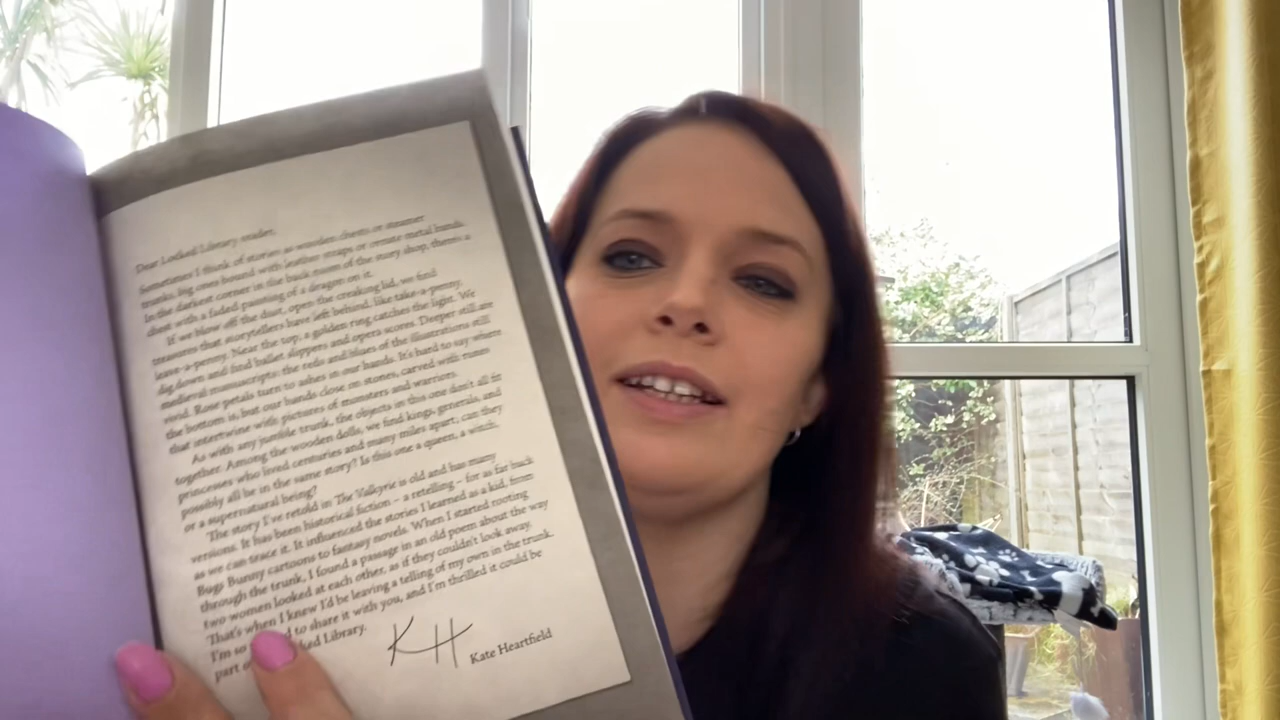 Dear Locked Library reader,
Sometimes I think of stories as wooden chests or steamer
trunks, big ones bound with leather straps or ornate metal bands.
In the darkest corner in the back room of the story shop, there's a
chest with a faded painting of a dragon on it.
If we blow off the dust, open the creaking lid, we find
treasures that storytellers have left behind, like take-a-penny,
leave-a-penny. Near the top, a golden ring catches the light. We
dig down and find ballet slippers and opera scores. Deeper still are
medieval manuscripts: the reds and blues of the illustrations still
vivid. Rose petals turn to ashes in our hands. It's hard to say where
the bottom is, but our hands close on stones, carved with runes
that intertwine with pictures of monsters and warriors.
As with any jumble trunk, the objects in this one don't all fit
together. Among the wooden dolls, we find kings, generals, and
princesses who lived centuries and many miles apart; can they
possibly all be in the same story? Is this one a queen, a witch,
or a supernatural being?
The story I've retold in The Valkyrie is old and has many
versions. It has been historical fiction – a retelling – for as far back
as we can trace it. It influenced the stories I learned as a kid, from
Bugs Bunny cartoons to fantasy novels. When I started rooting
through the trunk, I found a passage in an old poem about the way
two women looked at each other, as if they couldn't look away.
That's when I knew I'd be leaving a telling of my own in the trunk.
I'm so to share it with you, and I'm thrilled it could be
part Library.
KH
Kate Heartfield